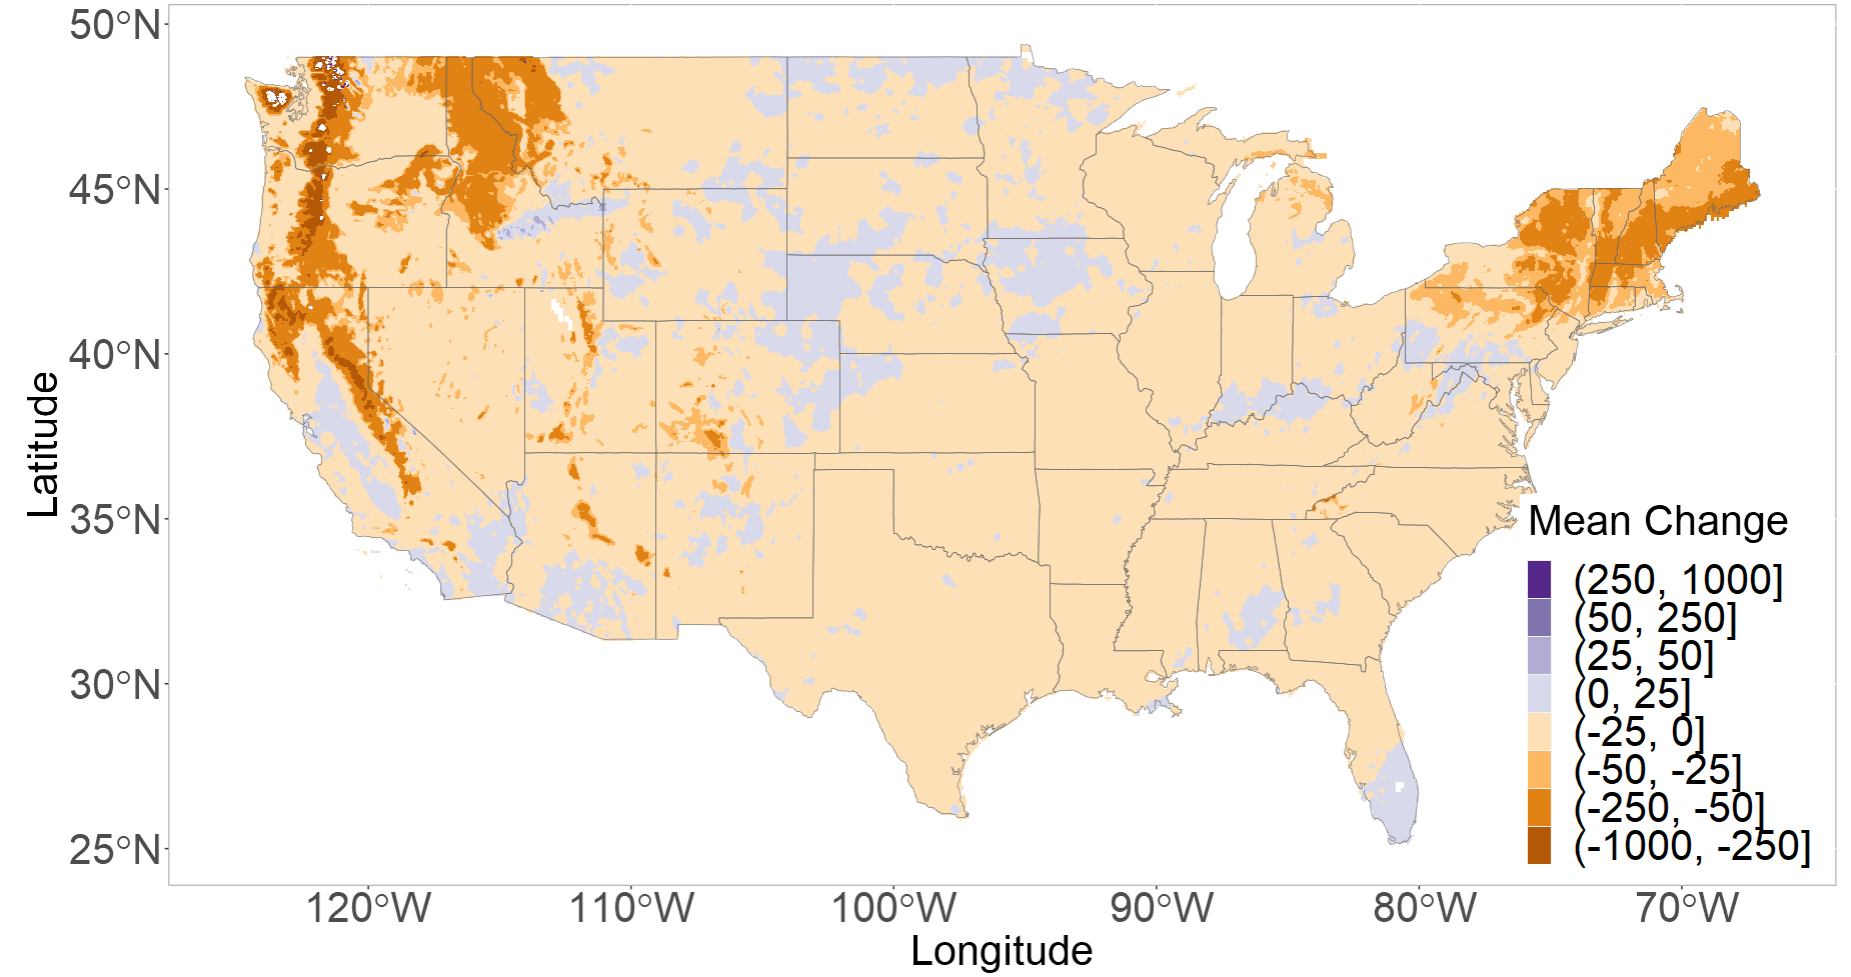 50°N
45°N
40°N
35°N
30°N
25°N
Latitude
120°W
110°W
100°W
90°W
80°W
70°W
Longitude
Mean Change
(250, 1000]
(50, 250]
(25, 50]
(0, 25]
(-25, 0]
(-50, -25]
(-250, -50]
(-1000, -250]